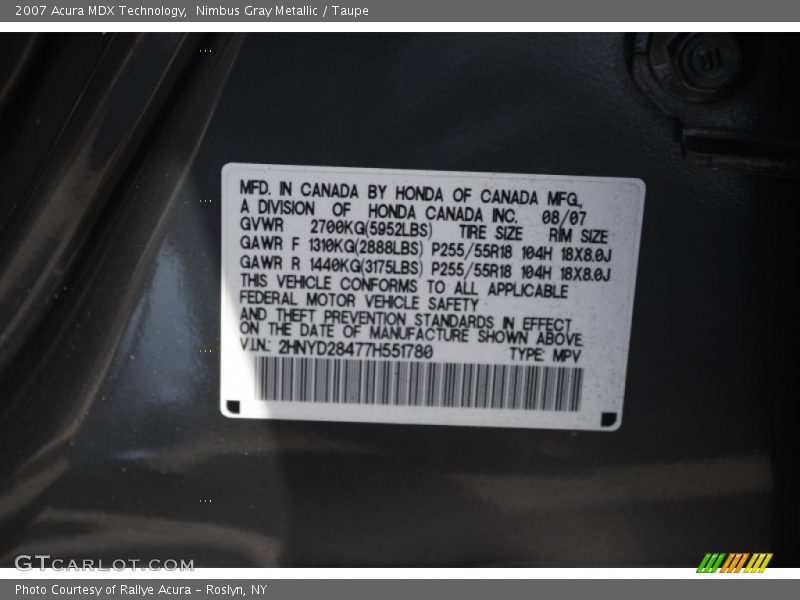 2007 Acura MDX Technology, Nimbus Gray Metallic / Taupe
MFD. IN CANADA BY HONDA OF CANADA MFG.,
A DIVISION OF HONDA CANADA INC. 08/07
GVWR 2700KG(5952LBS) TIRE SIZE RIM SIZE
GAWR F 1310KG(2888LBS) P255/55R18 104H 18X8.0J
GAWR R 1440KG(3175LBS) P255/55R18 104H 18X8.0J
THIS VEHICLE CONFORMS TO ALL APPLICABLE
FEDERAL MOTOR VEHICLE SAFETY
AND THEFT PREVENTION STANDARDS IN EFFECT
ON THE DATE OF MANUFACTURE SHOWN ABOVE
V.I.N.: 2HNYD28477H551780 TYPE: MPV
GTCARLOT.COM
Photo Courtesy of Rallye Acura - Roslyn, NY